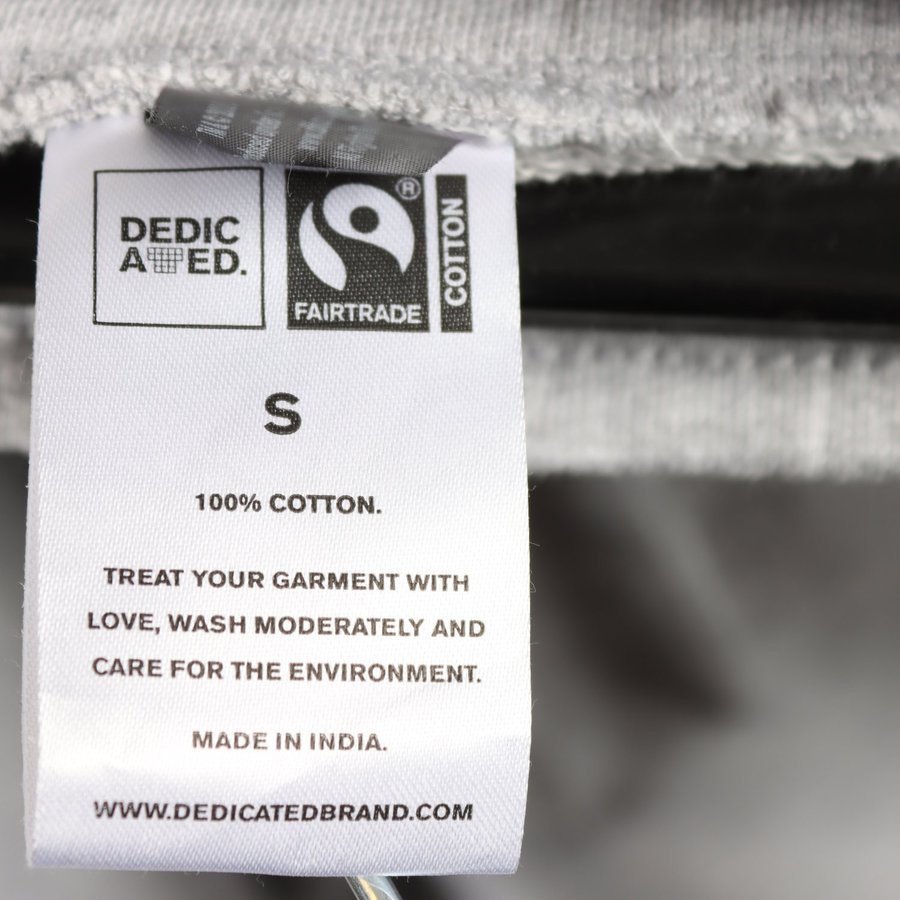 DEDIC
ATED.
®
FAIRTRADE
COTTON
S
100% COTTON.
TREAT YOUR GARMENT WITH
LOVE, WASH MODERATELY AND
CARE FOR THE ENVIRONMENT.
MADE IN INDIA.
WWW.DEDICATEDBRAND.COM